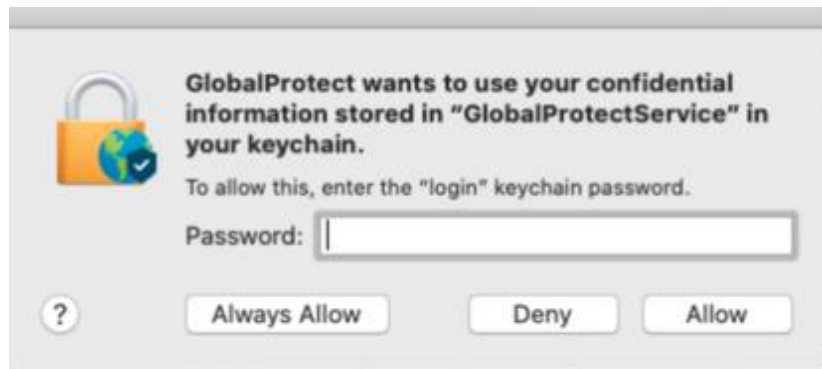 GlobalProtect wants to use your confidential
information stored in “GlobalProtectService” in
your keychain.
To allow this, enter the “login” keychain password.
Password:
? Always Allow Deny Allow